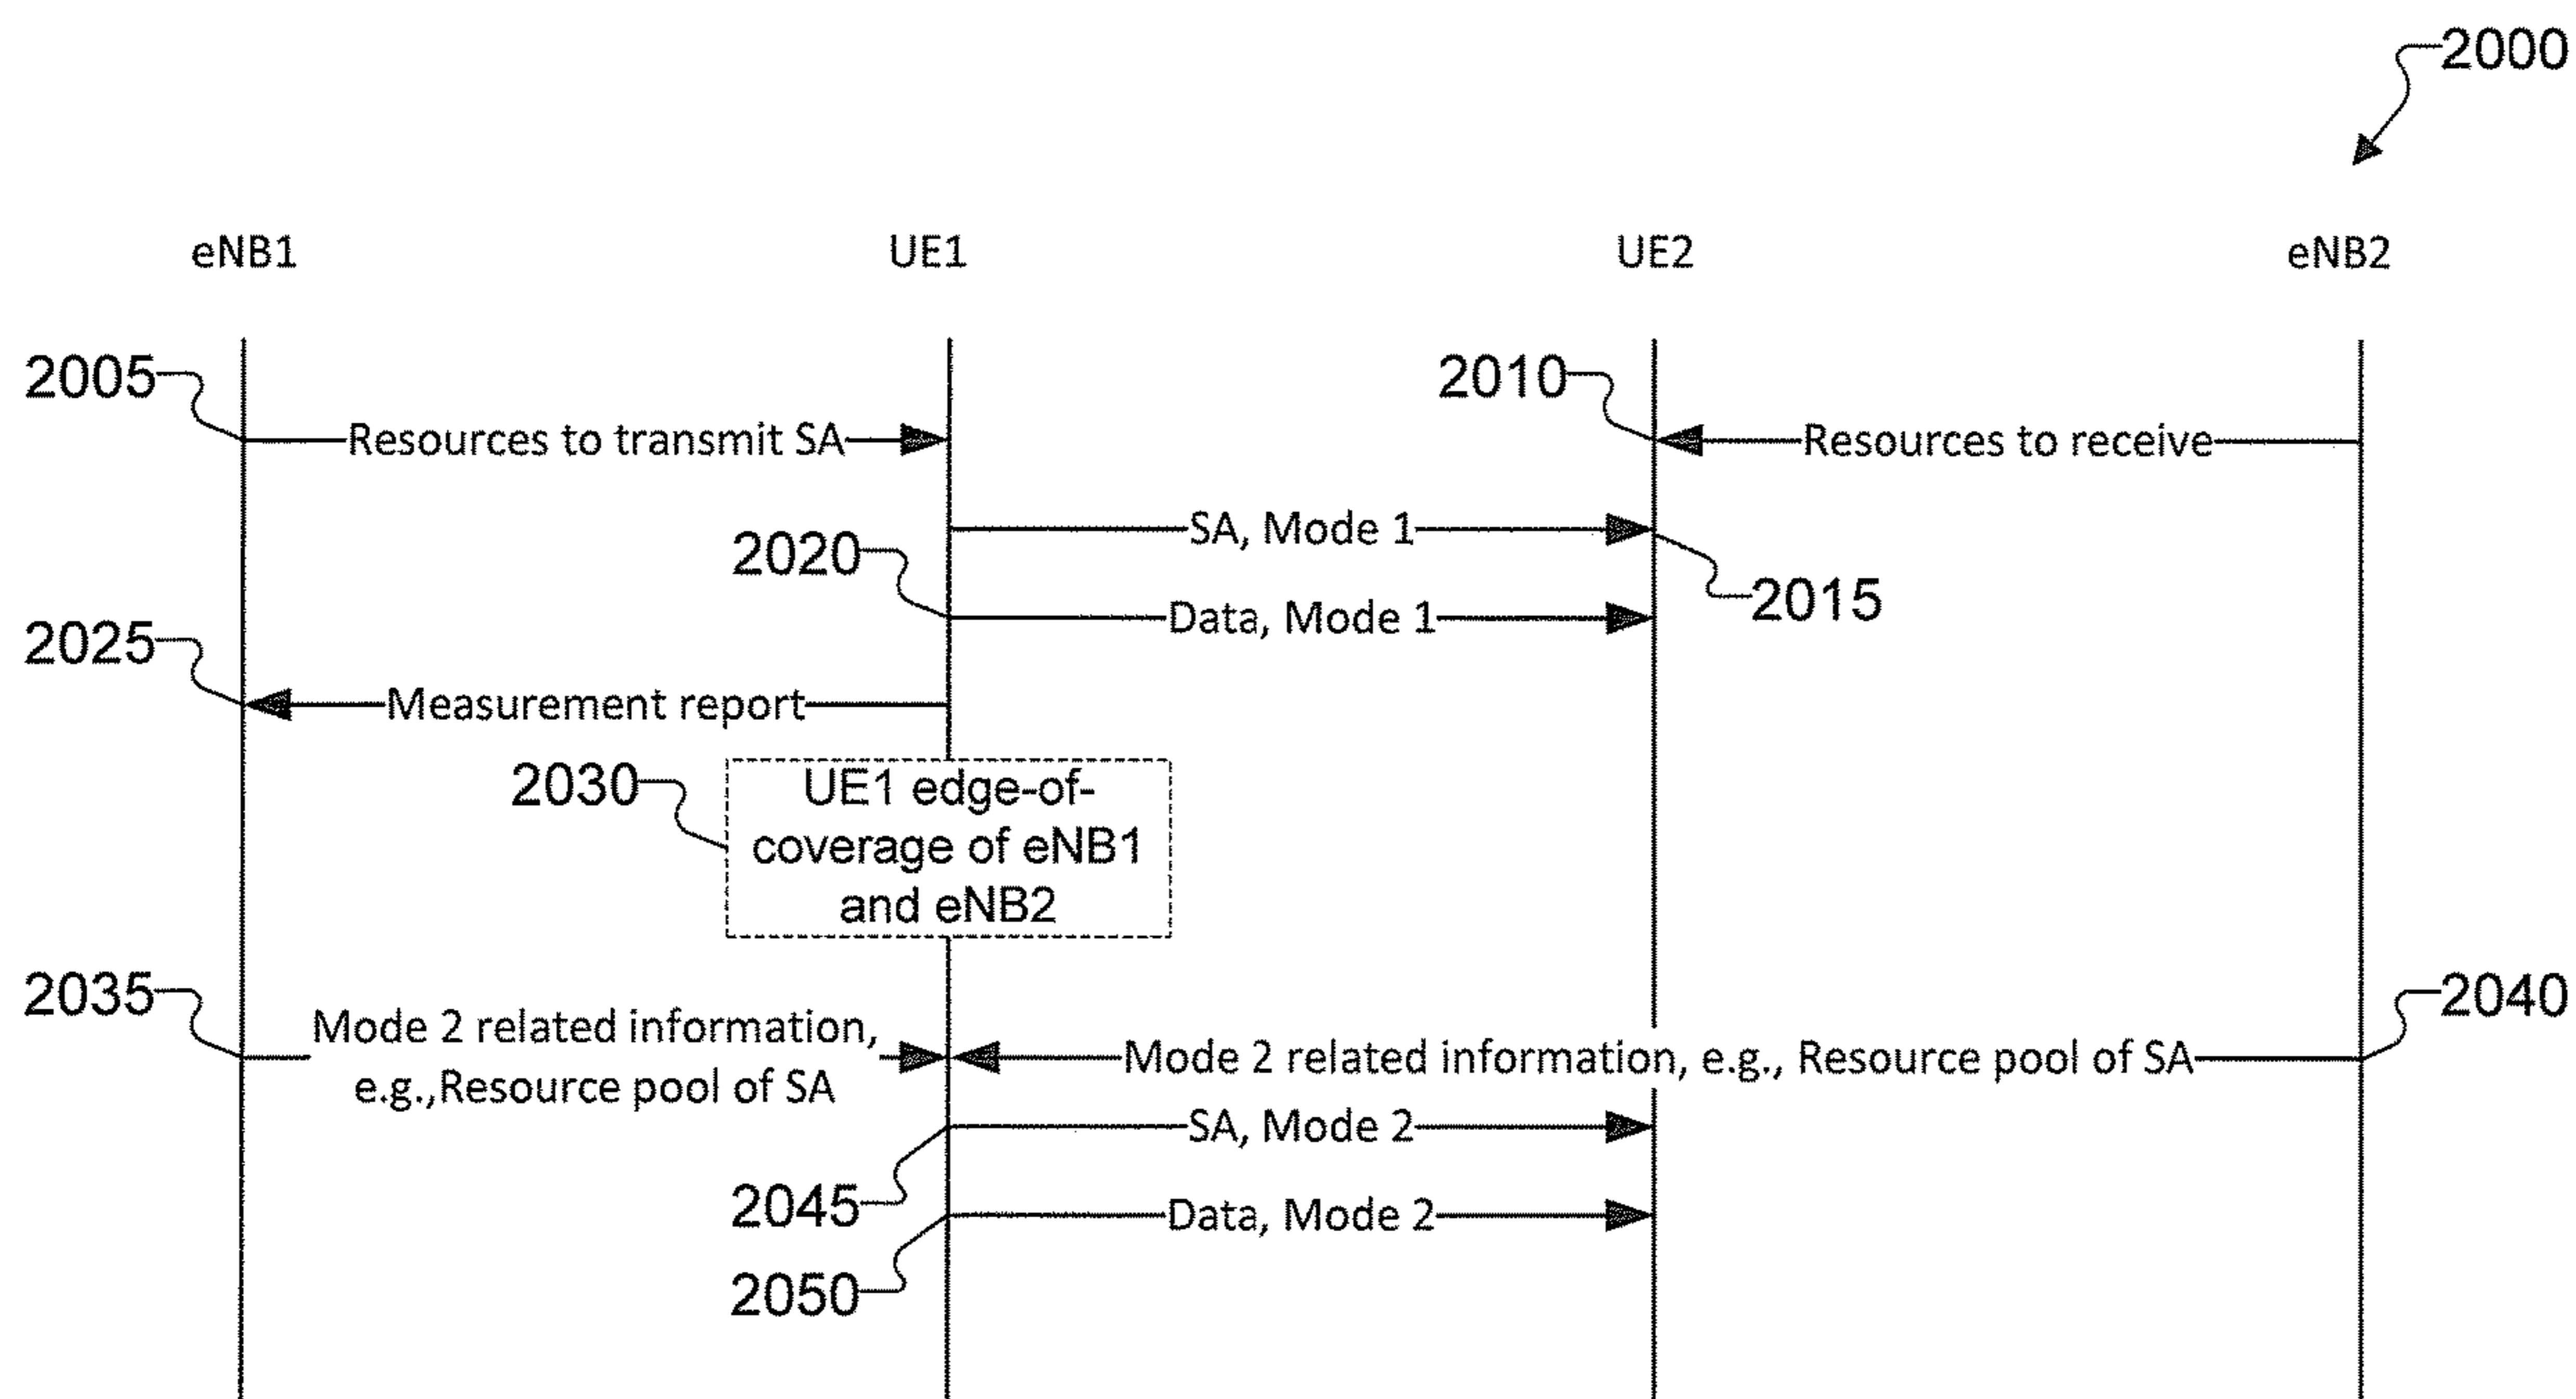 2000
eNB1
UE1
UE2
eNB2
2005
2010
Resources to transmit SA
Resources to receive
SA, Mode 1
2020
2015
Data, Mode 1
2025
Measurement report
2030
UE1 edge-of-
coverage of eNB1
and eNB2
2035
2040
Mode 2 related information,
e.g.,Resource pool of SA
Mode 2 related information, e.g., Resource pool of SA
SA, Mode 2
2045
Data, Mode 2
2050